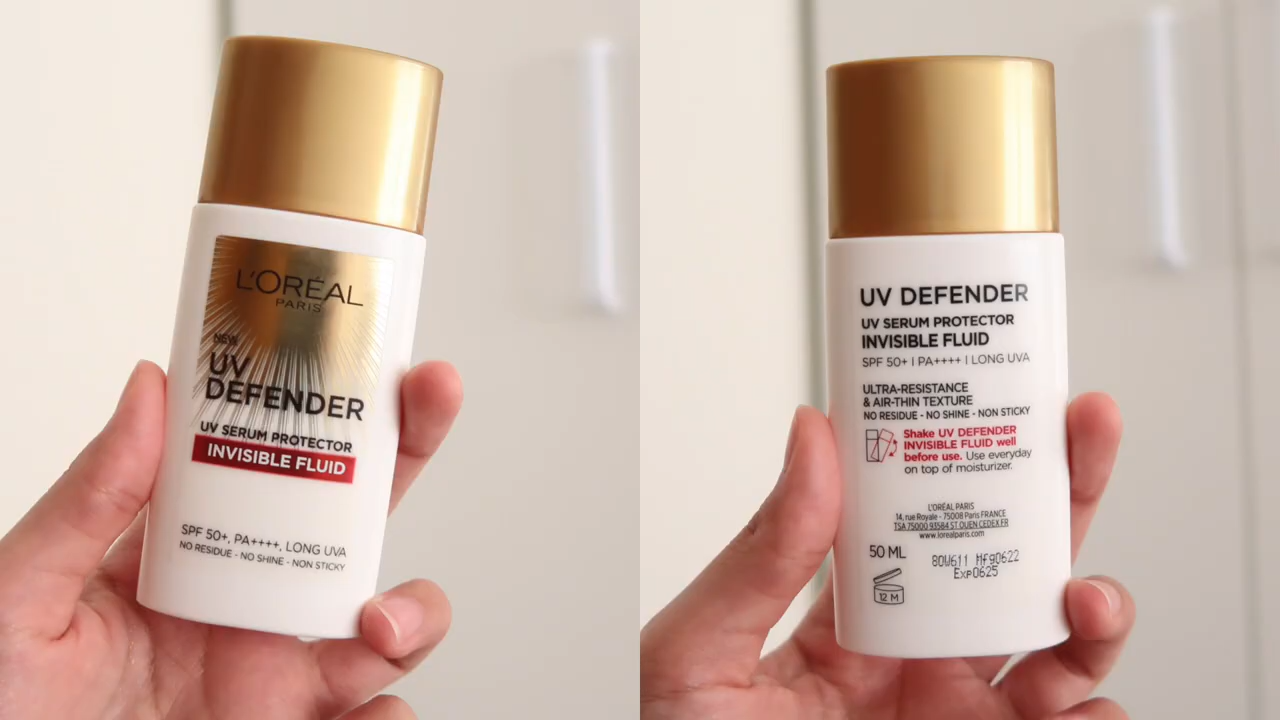 L'ORÉAL
PARIS
NEW
UV
DEFENDER
UV SERUM PROTECTOR
INVISIBLE FLUID
SPF 50+, PA++++, LONG UVA
NO RESIDUE - NO SHINE - NON STICKY
UV DEFENDER
UV SERUM PROTECTOR
INVISIBLE FLUID
SPF 50+ I PA++++ I LONG UVA
ULTRA-RESISTANCE
& AIR-THIN TEXTURE
NO RESIDUE - NO SHINE - NON STICKY
Shake UV DEFENDER
INVISIBLE FLUID well
before use. Use everyday
on top of moisturizer.
L'ORÉAL PARIS
14, rue Royale - 75008 Paris FRANCE
TSA 75000 93584 ST OUEN CEDEX FR
www.lorealparis.com
50 ML
80W611 Mfg0622
Exp0625
12 M